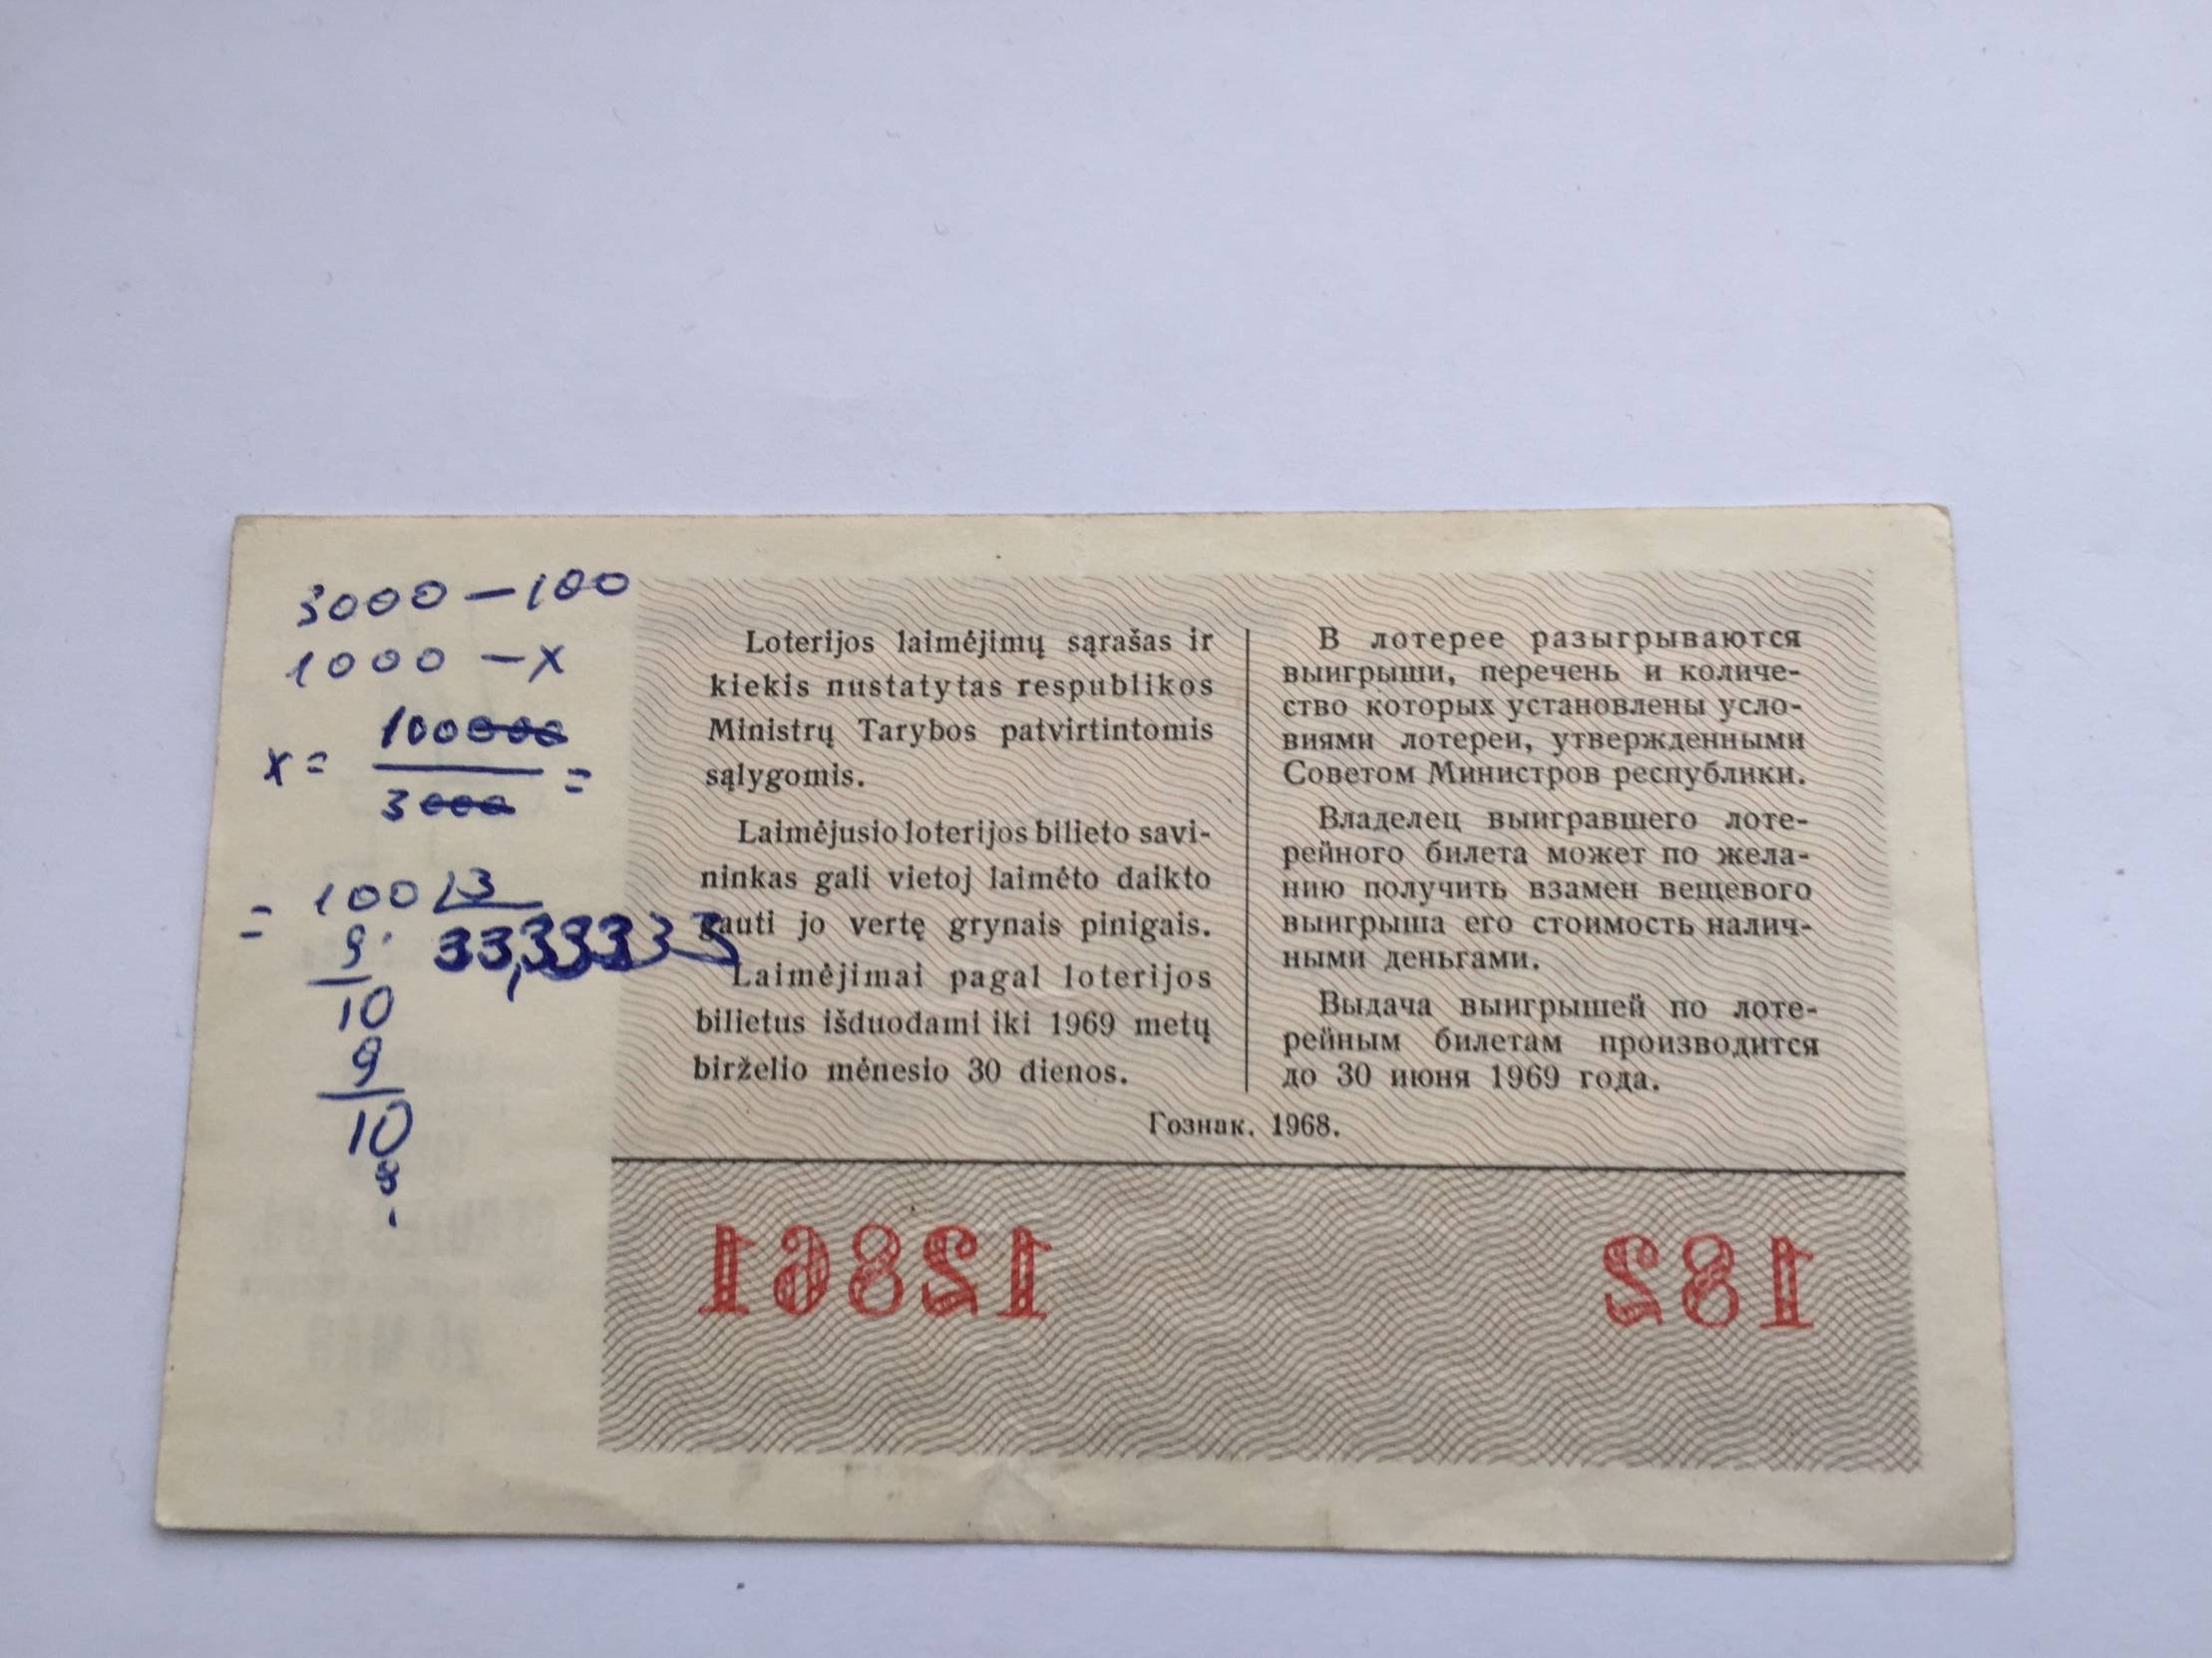 3000 — 100
1000 — x
x = 100000 / 3000 =
= 100 | 3
9
33,33333
10
9
10
Loterijos laimėjimų sąrašas ir
kiekis nustatytas respublikos
Ministrų Tarybos patvirtintomis
sąlygomis.
Laimėjusio loterijos bilieto savi-
ninkas gali vietoj laimėto daikto
gauti jo vertę grynais pinigais.
Laimėjimai pagal loterijos
bilietus išduodami iki 1969 metų
birželio mėnesio 30 dienos.
В лотерее разыгрываются
выигрыши, перечень и количе-
ство которых установлены усло-
виями лотереи, утвержденными
Советом Министров республики.
Владелец выигравшего лоте-
рейного билета может по жела-
нию получить взамен вещевого
выигрыша его стоимость налич-
ными деньгами.
Выдача выигрышей по лоте-
рейным билетам производится
до 30 июня 1969 года.
Гознак. 1968.
12861
182